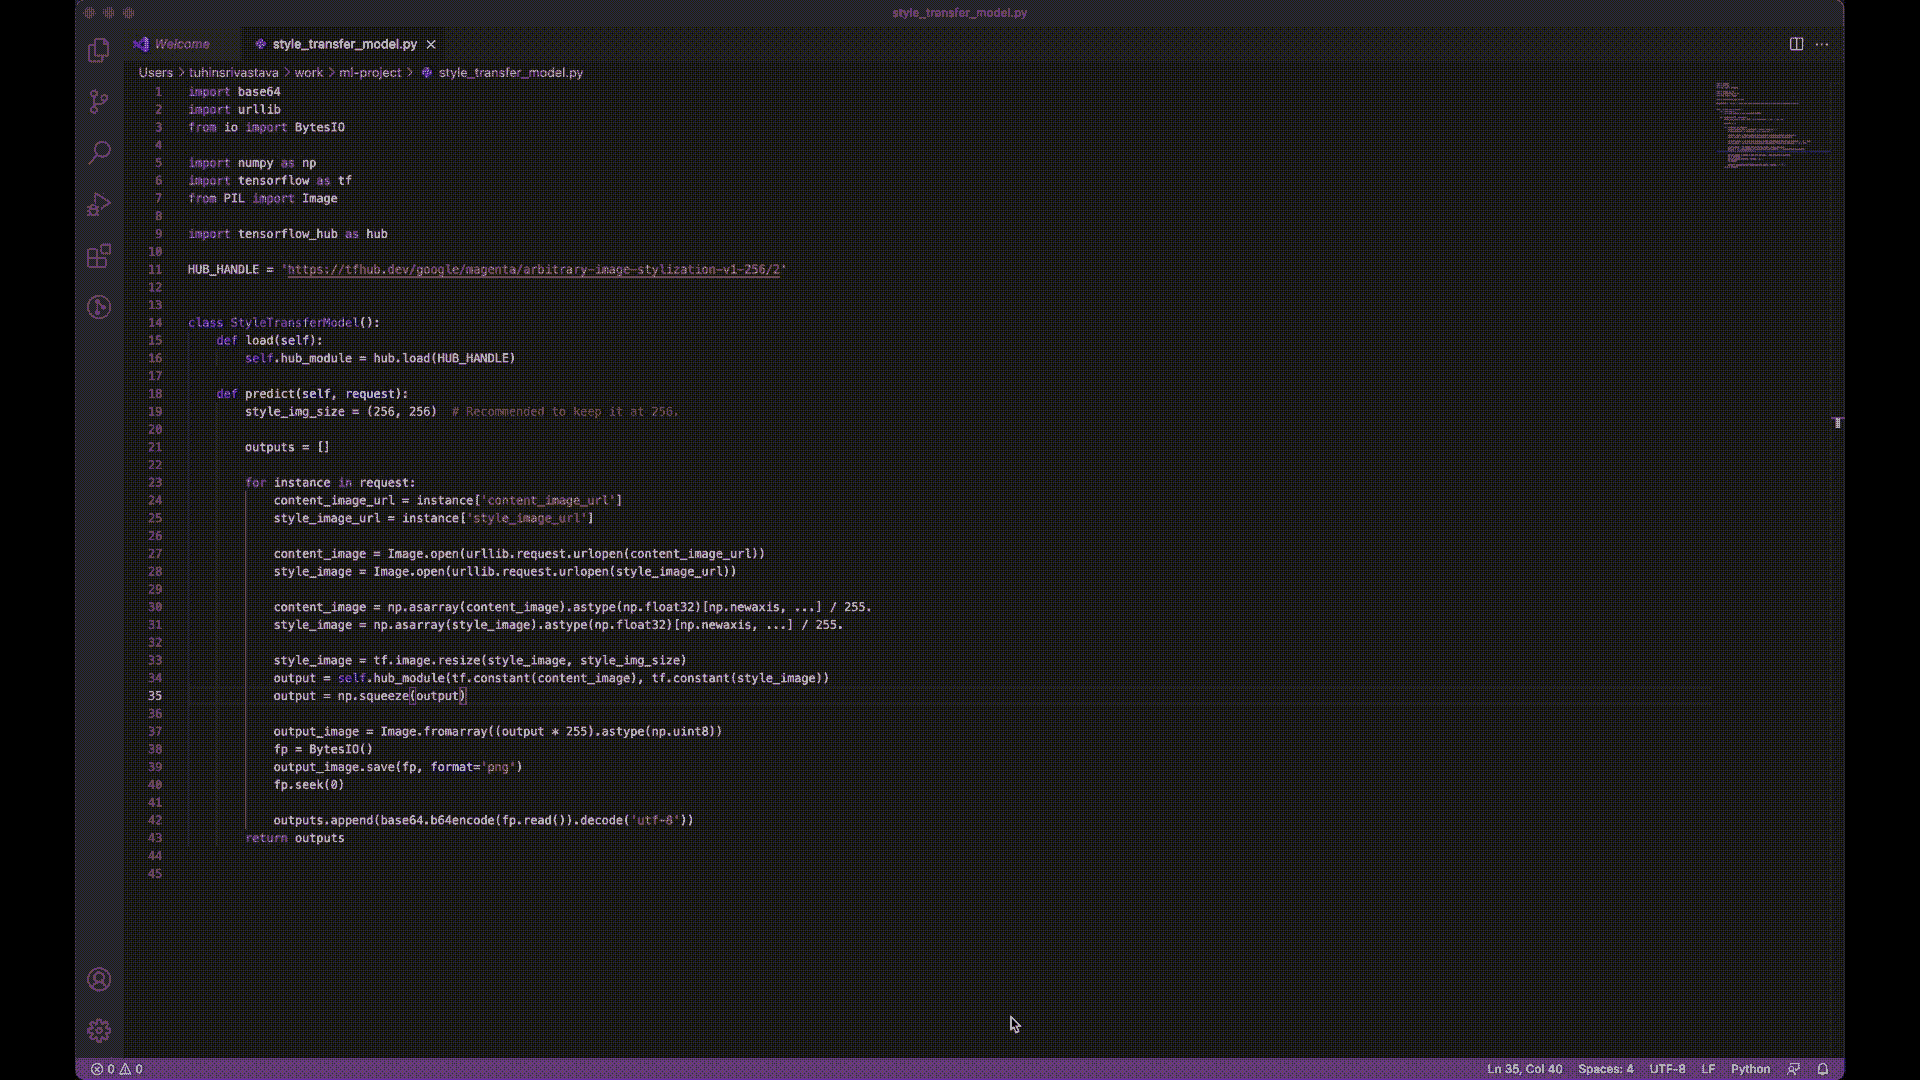 style_transfer_model.py
Welcome
style_transfer_model.py
Users > tuhinsrivastava > work > ml-project > style_transfer_model.py
1 import base64
2 import urllib
3 from io import BytesIO
4
5 import numpy as np
6 import tensorflow as tf
7 from PIL import Image
8
9 import tensorflow_hub as hub
10
11 HUB_HANDLE = 'https://tfhub.dev/google/magenta/arbitrary-image-stylization-v1-256/2'
12
13
14 class StyleTransferModel():
15     def load(self):
16         self.hub_module = hub.load(HUB_HANDLE)
17
18     def predict(self, request):
19         style_img_size = (256, 256)  # Recommended to keep it at 256.
20
21         outputs = []
22
23         for instance in request:
24             content_image_url = instance['content_image_url']
25             style_image_url = instance['style_image_url']
26
27             content_image = Image.open(urllib.request.urlopen(content_image_url))
28             style_image = Image.open(urllib.request.urlopen(style_image_url))
29
30             content_image = np.asarray(content_image).astype(np.float32)[np.newaxis, ...] / 255.
31             style_image = np.asarray(style_image).astype(np.float32)[np.newaxis, ...] / 255.
32
33             style_image = tf.image.resize(style_image, style_img_size)
34             output = self.hub_module(tf.constant(content_image), tf.constant(style_image))
35             output = np.squeeze(output)
36
37             output_image = Image.fromarray((output * 255).astype(np.uint8))
38             fp = BytesIO()
39             output_image.save(fp, format='png')
40             fp.seek(0)
41
42             outputs.append(base64.b64encode(fp.read()).decode('utf-8'))
43         return outputs
44
45
0 0 Ln 35, Col 40 Spaces: 4 UTF-8 LF Python